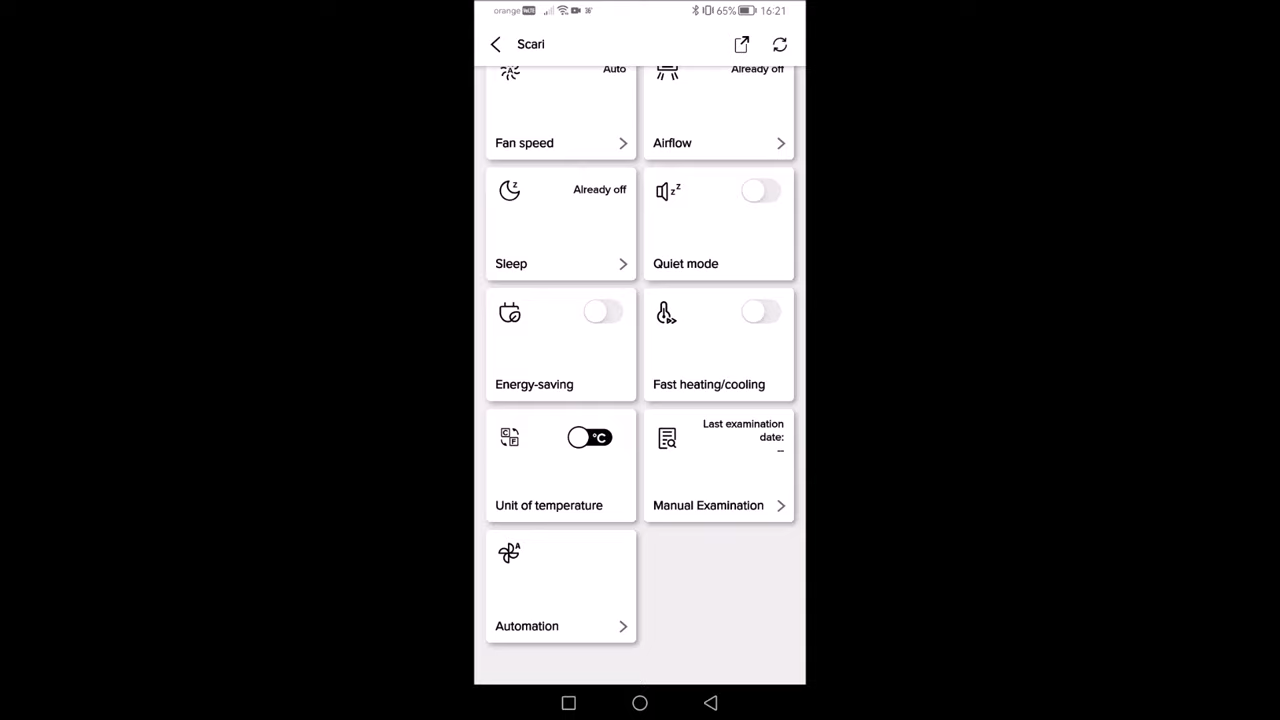 orange VoLTE 65% 16:21
Scari
Auto
Already off
Fan speed
Airflow
Already off
Sleep
Quiet mode
Energy-saving
Fast heating/cooling
°C
Unit of temperature
Last examination
date:
--
Manual Examination
A
Automation